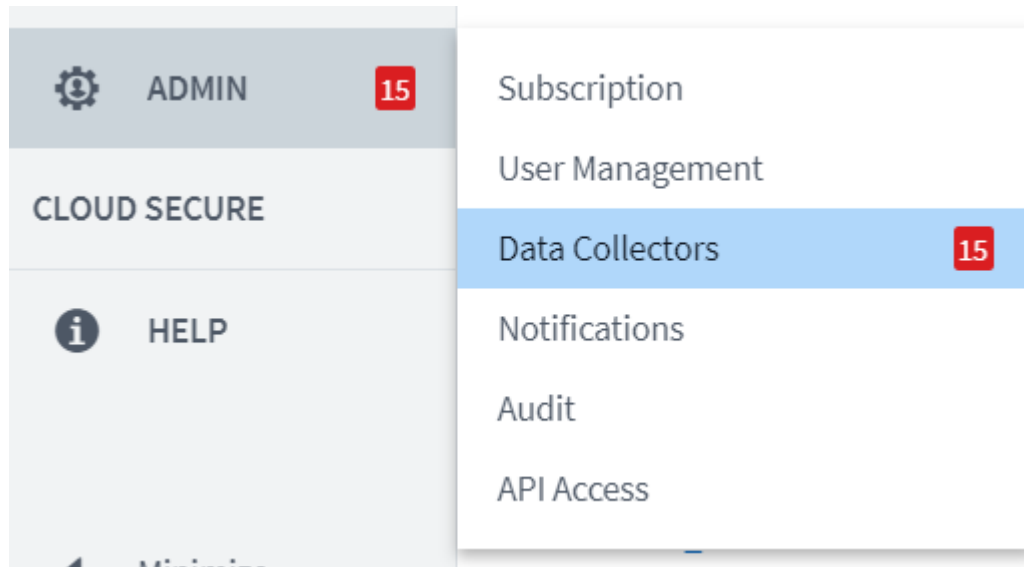 ADMIN 15
CLOUD SECURE
HELP
Subscription
User Management
Data Collectors 15
Notifications
Audit
API Access